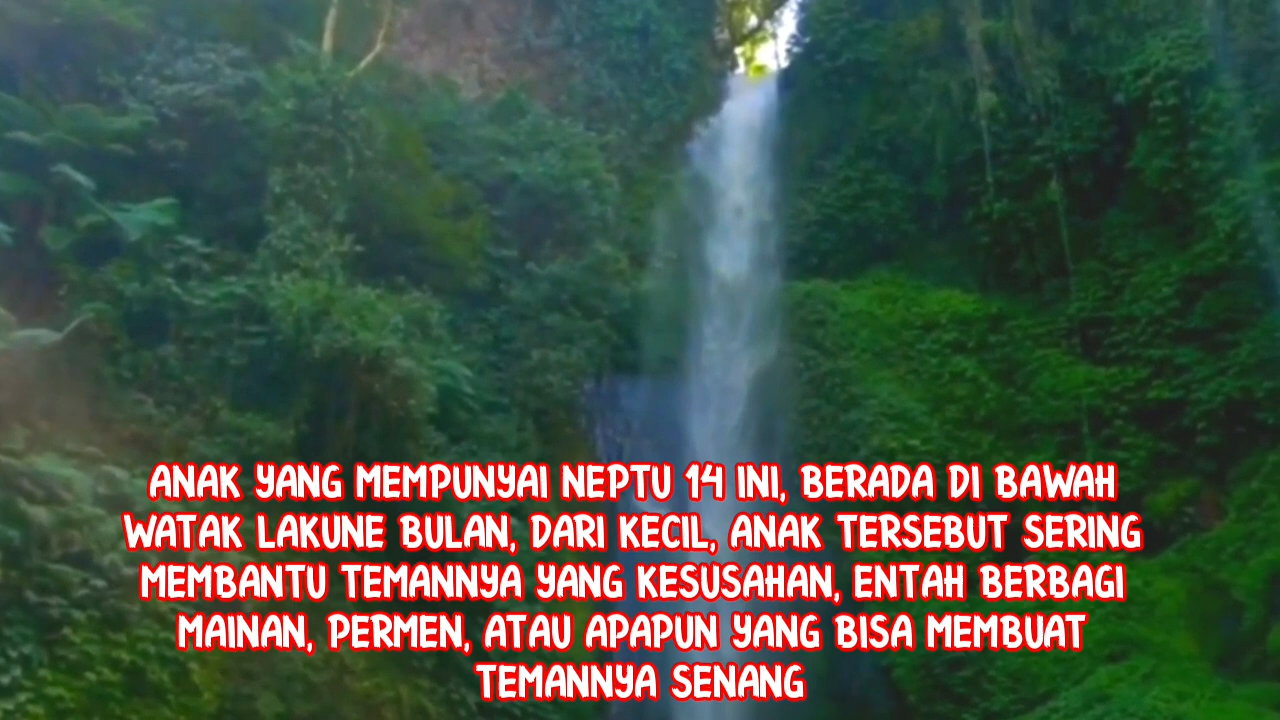 ANAK YANG MEMPUNYAI NEPTU 14 INI, BERADA DI BAWAH
WATAK LAKUNE BULAN, DARI KECIL, ANAK TERSEBUT SERING
MEMBANTU TEMANNYA YANG KESUSAHAN, ENTAH BERBAGI
MAINAN, PERMEN, ATAU APAPUN YANG BISA MEMBUAT
TEMANNYA SENANG